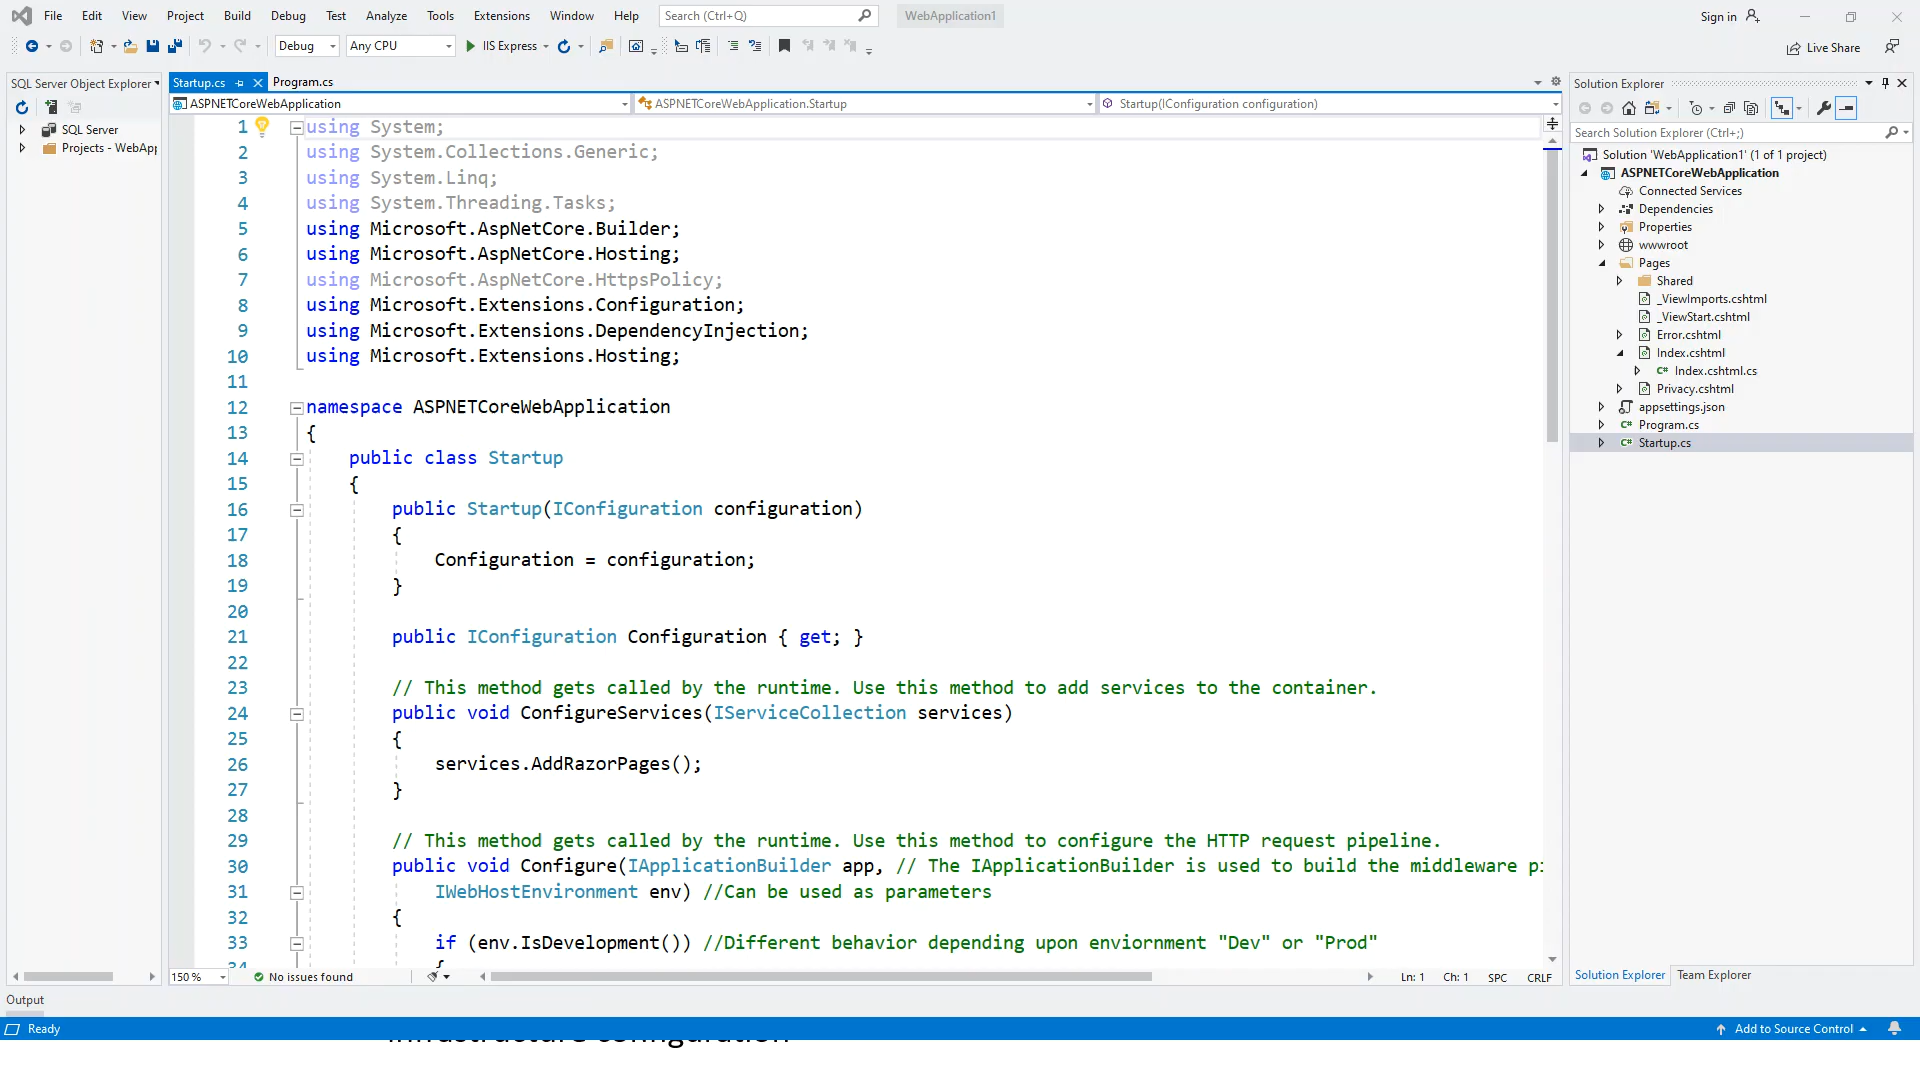 File Edit View Project Build Debug Test Analyze Tools Extensions Window Help Search (Ctrl+Q) WebApplication1 Sign in
Debug Any CPU IIS Express Live Share
SQL Server Object Explorer
SQL Server
Projects - WebApp
Startup.cs Program.cs
ASPNETCoreWebApplication ASPNETCoreWebApplication.Startup Startup(IConfiguration configuration)
1 using System;
2 using System.Collections.Generic;
3 using System.Linq;
4 using System.Threading.Tasks;
5 using Microsoft.AspNetCore.Builder;
6 using Microsoft.AspNetCore.Hosting;
7 using Microsoft.AspNetCore.HttpsPolicy;
8 using Microsoft.Extensions.Configuration;
9 using Microsoft.Extensions.DependencyInjection;
10 using Microsoft.Extensions.Hosting;
11
12 namespace ASPNETCoreWebApplication
13 {
14 public class Startup
15 {
16 public Startup(IConfiguration configuration)
17 {
18 Configuration = configuration;
19 }
20
21 public IConfiguration Configuration { get; }
22
23 // This method gets called by the runtime. Use this method to add services to the container.
24 public void ConfigureServices(IServiceCollection services)
25 {
26 services.AddRazorPages();
27 }
28
29 // This method gets called by the runtime. Use this method to configure the HTTP request pipeline.
30 public void Configure(IApplicationBuilder app, // The IApplicationBuilder is used to build the middleware
31 IWebHostEnvironment env) //Can be used as parameters
32 {
33 if (env.IsDevelopment()) //Different behavior depending upon enviornment "Dev" or "Prod"
34 {
150 % No issues found Ln: 1 Ch: 1 SPC CRLF
Solution Explorer
Search Solution Explorer (Ctrl+;)
Solution 'WebApplication1' (1 of 1 project)
ASPNETCoreWebApplication
Connected Services
Dependencies
Properties
wwwroot
Pages
Shared
_ViewImports.cshtml
_ViewStart.cshtml
Error.cshtml
Index.cshtml
C# Index.cshtml.cs
Privacy.cshtml
appsettings.json
C# Program.cs
C# Startup.cs
Solution Explorer Team Explorer
Output
Ready Add to Source Control